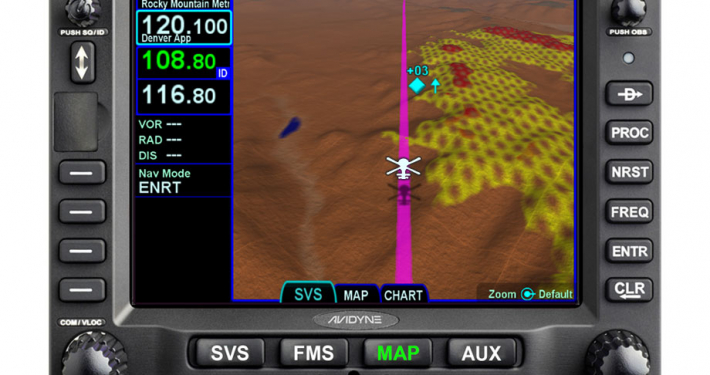 Rocky Mountain Metr
PUSH SQ/ID
PUSH OBS
120.100
Denver App
108.80
ID
116.80
VOR ---
RAD ---
DIS ---
Nav Mode
ENRT
+03
D
PROC
NRST
FREQ
ENTR
CLR
SVS
MAP
CHART
Zoom
Default
COM/VLOC
AVIDYNE
SVS
FMS
MAP
AUX